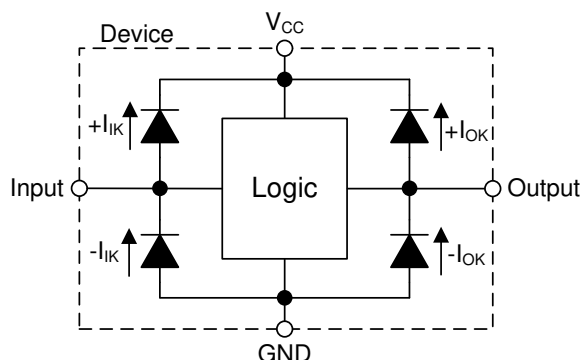 V_CC
Device
+I_IK
+I_OK
Input
Logic
Output
-I_IK
-I_OK
GND